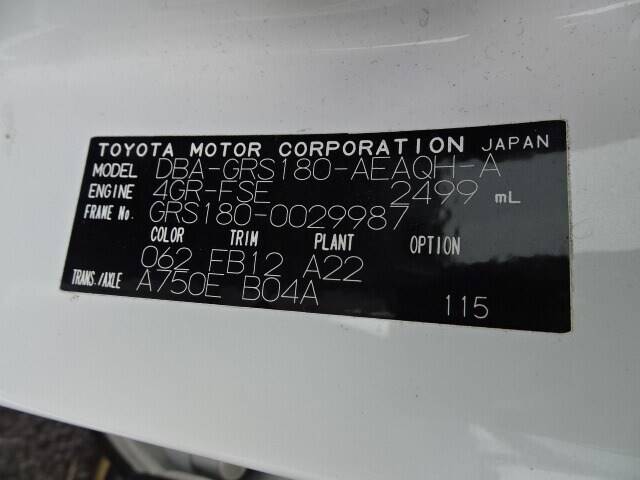 TOYOTA MOTOR CORPORATION JAPAN
MODEL DBA-GRS180-AEAQH-A
ENGINE 4GR-FSE 2499 mL
FRAME No. GRS180-0029987
COLOR TRIM PLANT OPTION
062 FB12 A22
TRANS./AXLE A750E B04A
115